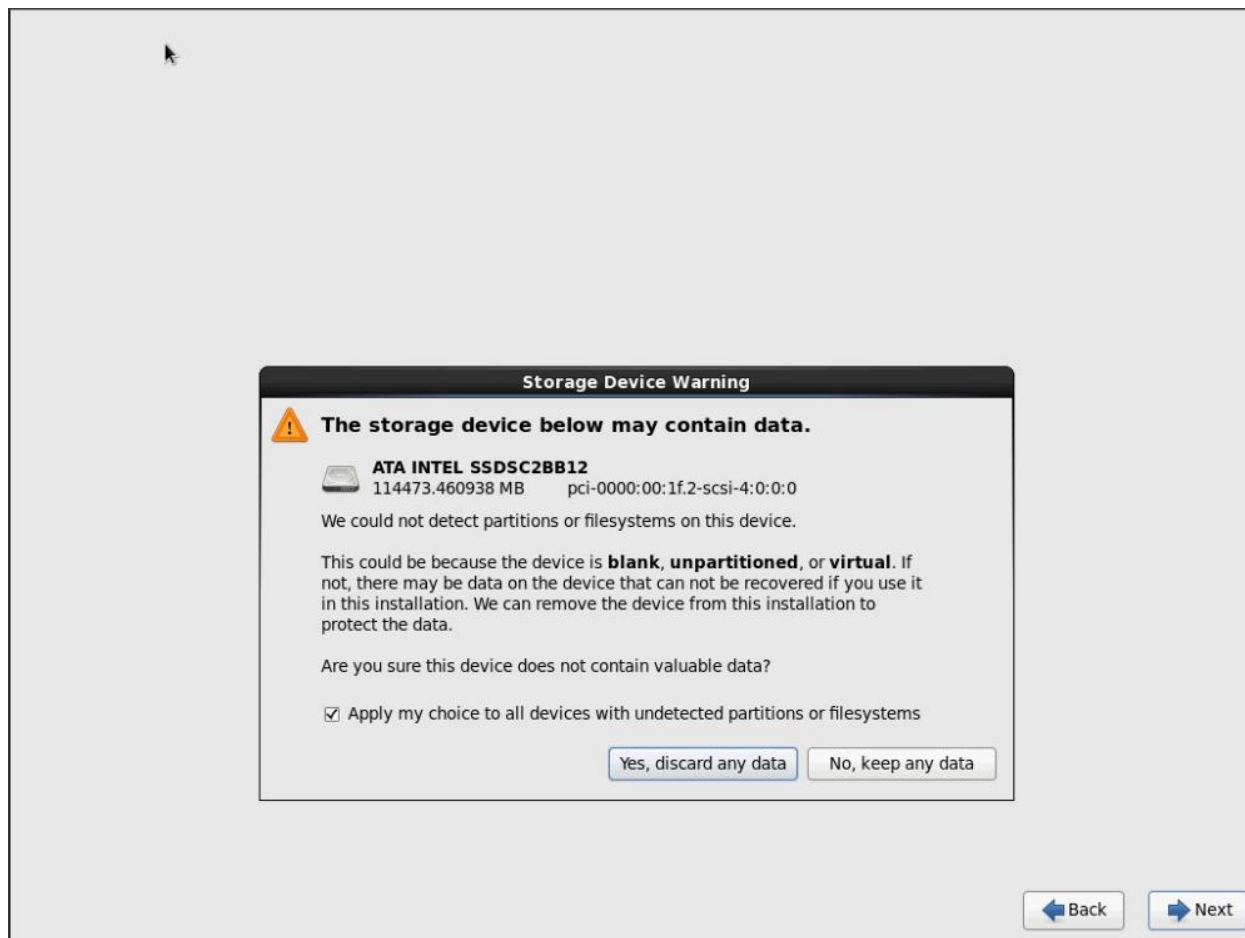 Storage Device Warning
The storage device below may contain data.
ATA INTEL SSDSC2BB12
114473.460938 MB pci-0000:00:1f.2-scsi-4:0:0:0
We could not detect partitions or filesystems on this device.
This could be because the device is blank, unpartitioned, or virtual. If
not, there may be data on the device that can not be recovered if you use it
in this installation. We can remove the device from this installation to
protect the data.
Are you sure this device does not contain valuable data?
Apply my choice to all devices with undetected partitions or filesystems
Yes, discard any data No, keep any data
Back Next